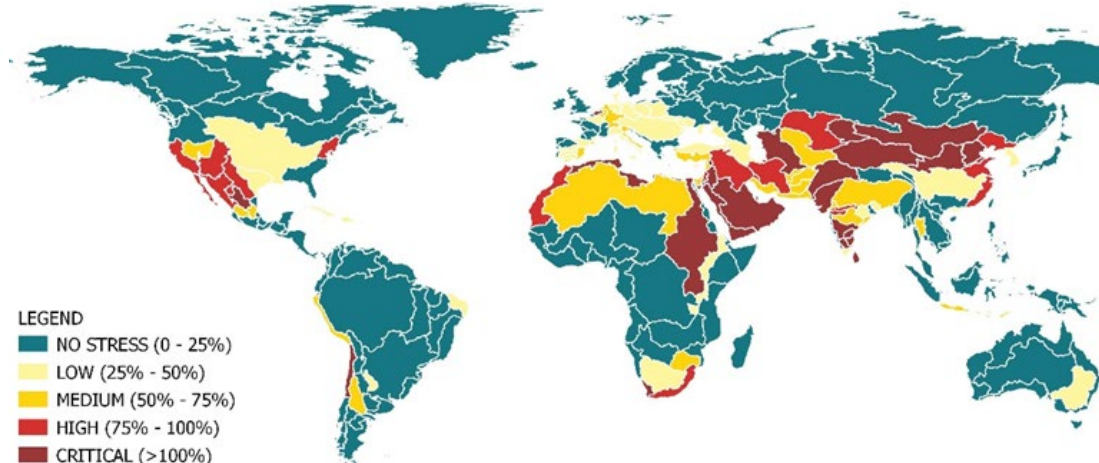 LEGEND
NO STRESS (0 - 25%)
LOW (25% - 50%)
MEDIUM (50% - 75%)
HIGH (75% - 100%)
CRITICAL (>100%)